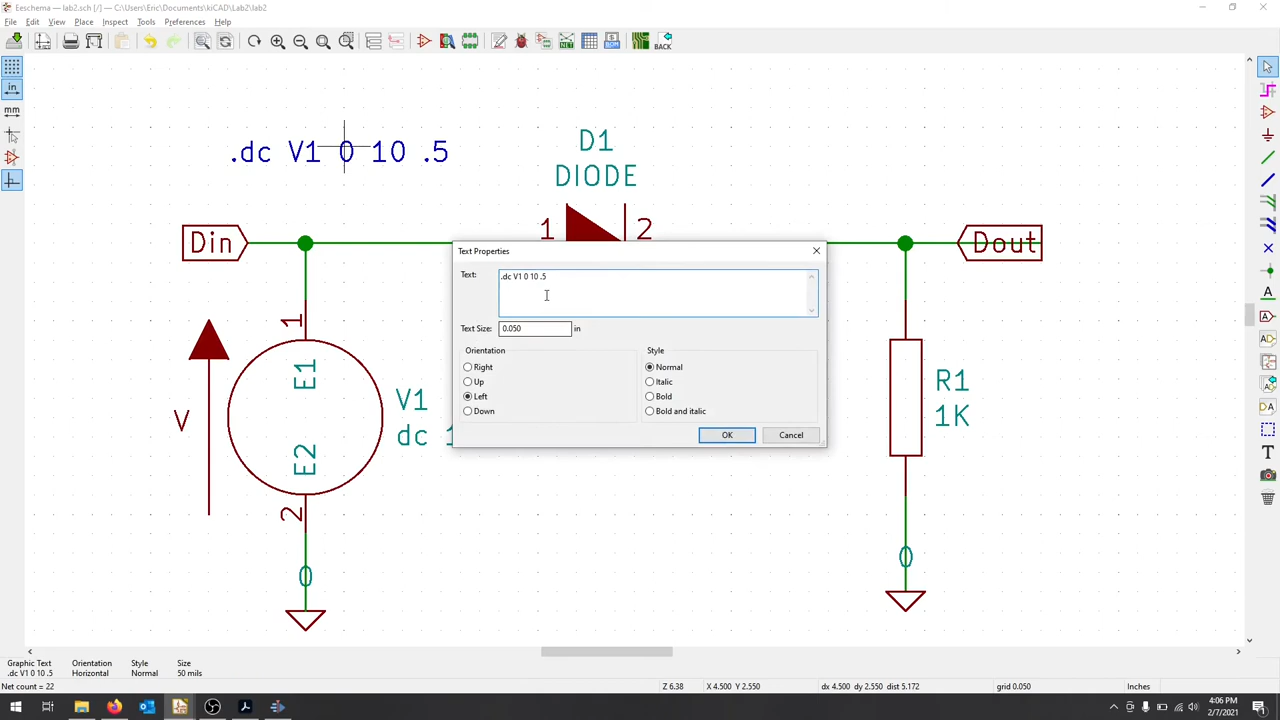 Eeschema — lab2.sch [/] — C:\Users\Eric\Documents\kiCAD\Lab2\lab2
File Edit View Place Inspect Tools Preferences Help
BACK
in
mm
.dc V1 0 10 .5
D1
DIODE
1 2
Din
Dout
Text Properties
Text: .dc V1 0 10 .5
Text Size: 0.050 in
Orientation
Right
Up
Left
Down
Style
Normal
Italic
Bold
Bold and italic
OK Cancel
1
E1
V
V1
dc 1
E2
2
0
R1
1K
0
Graphic Text Orientation Style Size
.dc V1 0 10 .5 Horizontal Normal 50 mils
Net count = 22 Z 6.38 X 4.500 Y 2.550 dx 4.500 dy 2.550 dist 5.172 grid 0.050 Inches
4:06 PM
2/7/2021